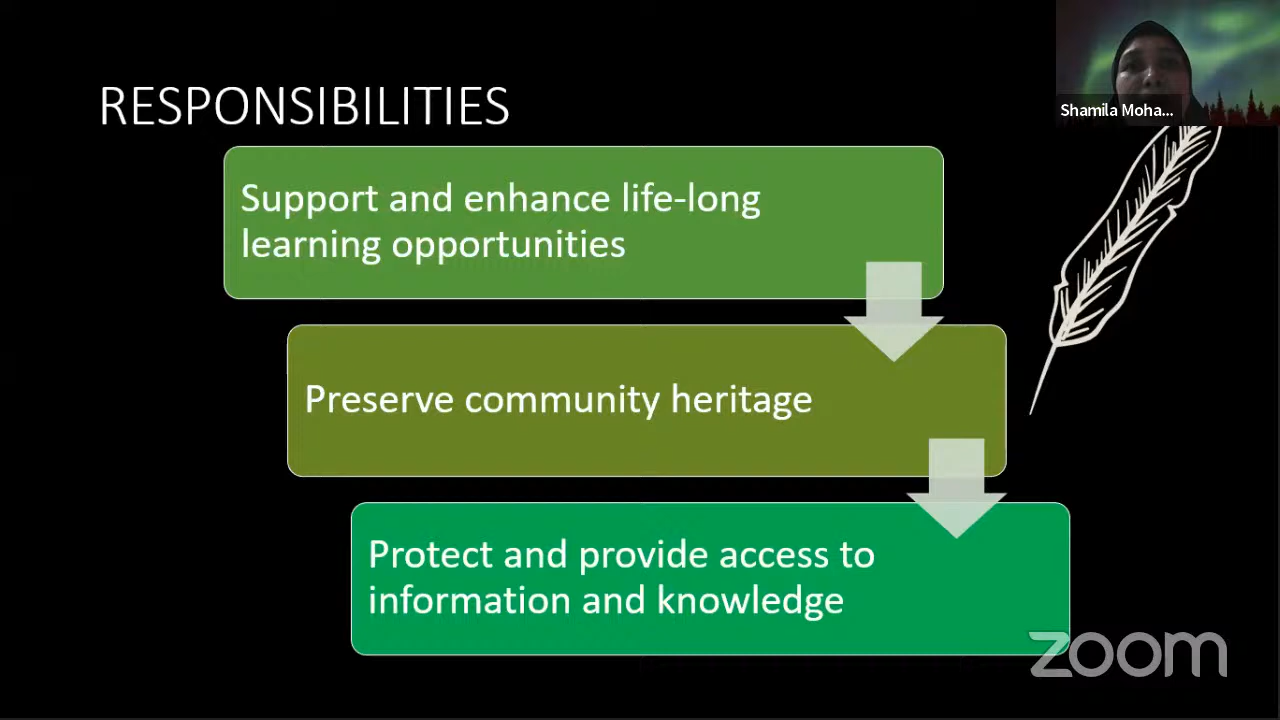 RESPONSIBILITIES
Shamila Moha...
Support and enhance life-long
learning opportunities
Preserve community heritage
Protect and provide access to
information and knowledge
zoom